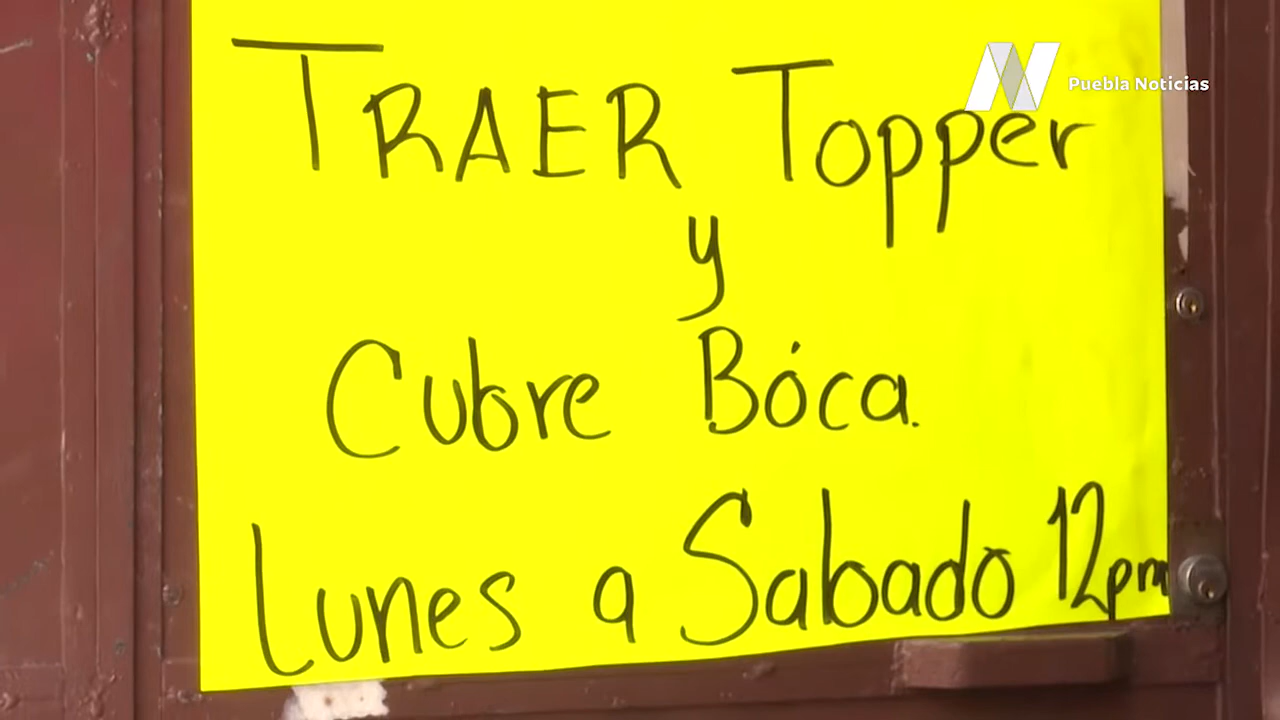 Puebla Noticias
TRAER Topper
y
Cubre Bóca.
Lunes a Sabado 12pm